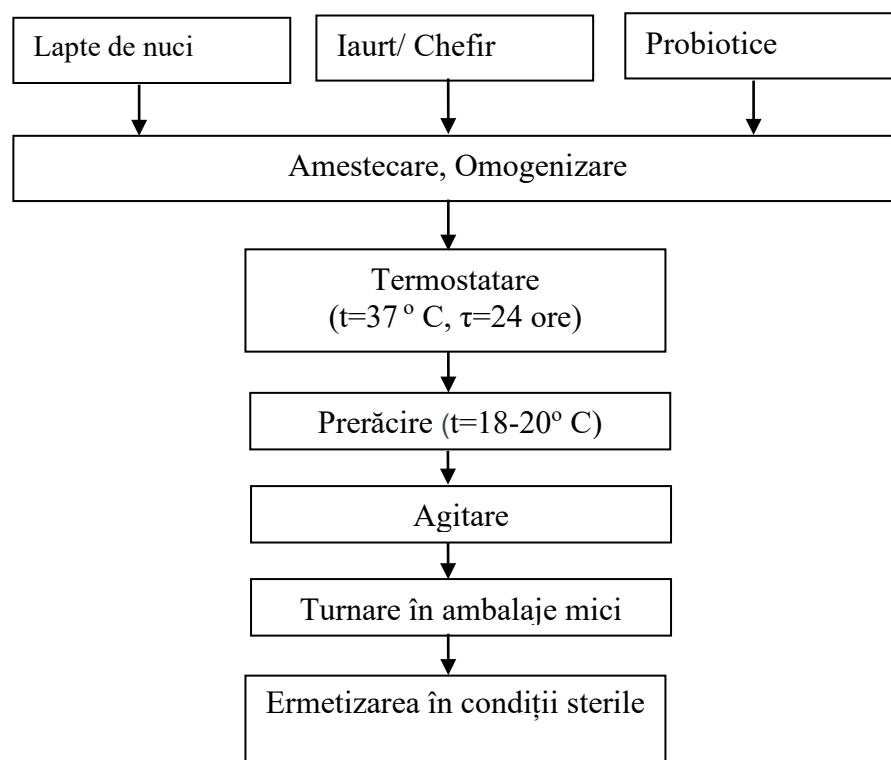 Lapte de nuci
Iaurt/ Chefir
Probiotice
Amestecare, Omogenizare
Termostatare
(t=37 º C, τ=24 ore)
Prerăcire (t=18-20º C)
Agitare
Turnare în ambalaje mici
Ermetizarea în condiții sterile